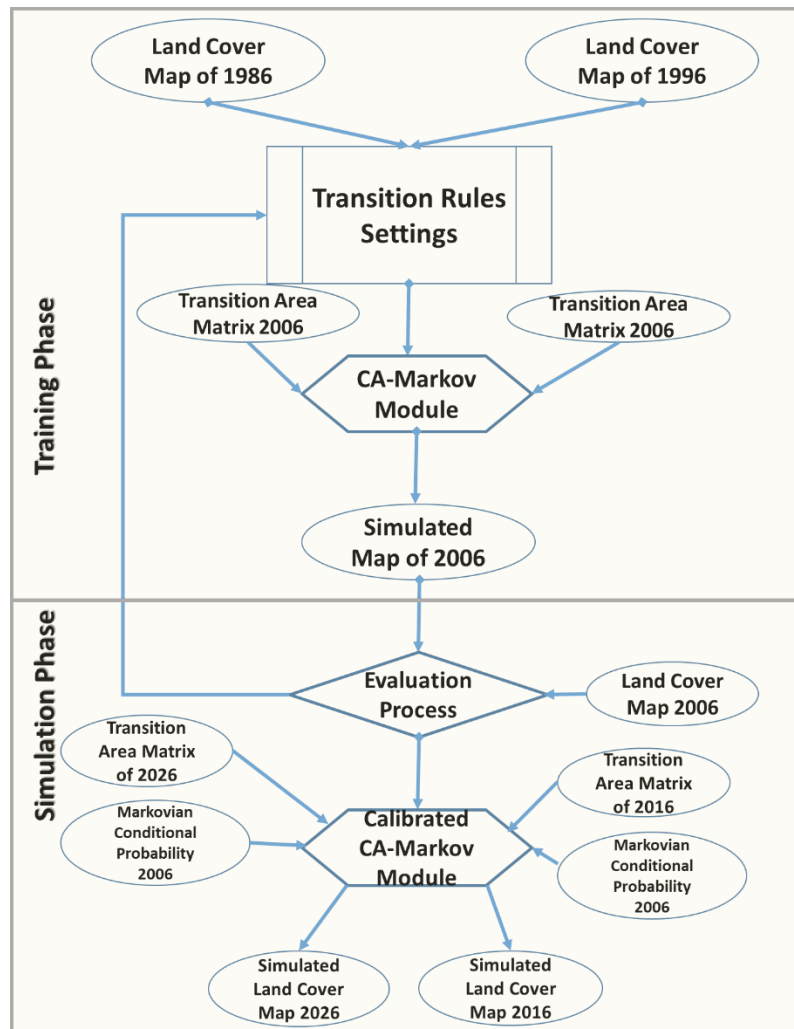 Land Cover
Map of 1986
Land Cover
Map of 1996
Transition Rules
Settings
Transition Area
Matrix 2006
Transition Area
Matrix 2006
CA-Markov
Module
Simulated
Map of 2006
Training Phase
Evaluation
Process
Land Cover
Map 2006
Transition
Area Matrix
of 2026
Transition
Area Matrix
of 2016
Markovian
Conditional
Probability
2006
Calibrated
CA-Markov
Module
Markovian
Conditional
Probability
2006
Simulated
Land Cover
Map 2026
Simulated
Land Cover
Map 2016
Simulation Phase